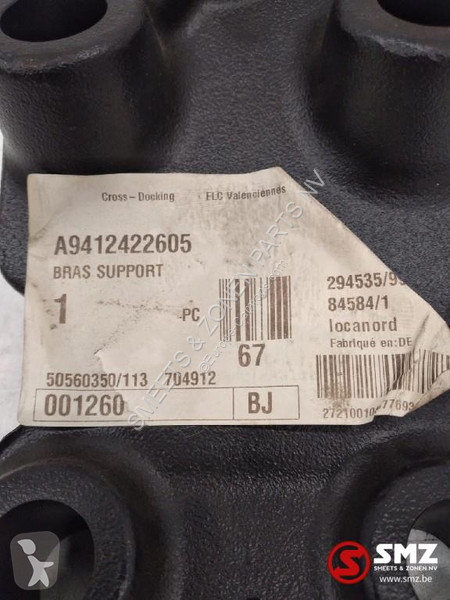 Cross-Docking FLC Valenciennes
A9412422605
BRAS SUPPORT
1 PC
67
294535/99
84584/1
locanord
Fabriqué en:DE
50560350/113 704912
001260 BJ
SMEETS & ZONEN PARTS NV
SMZ
SMEETS & ZONEN NV
www.smz.be